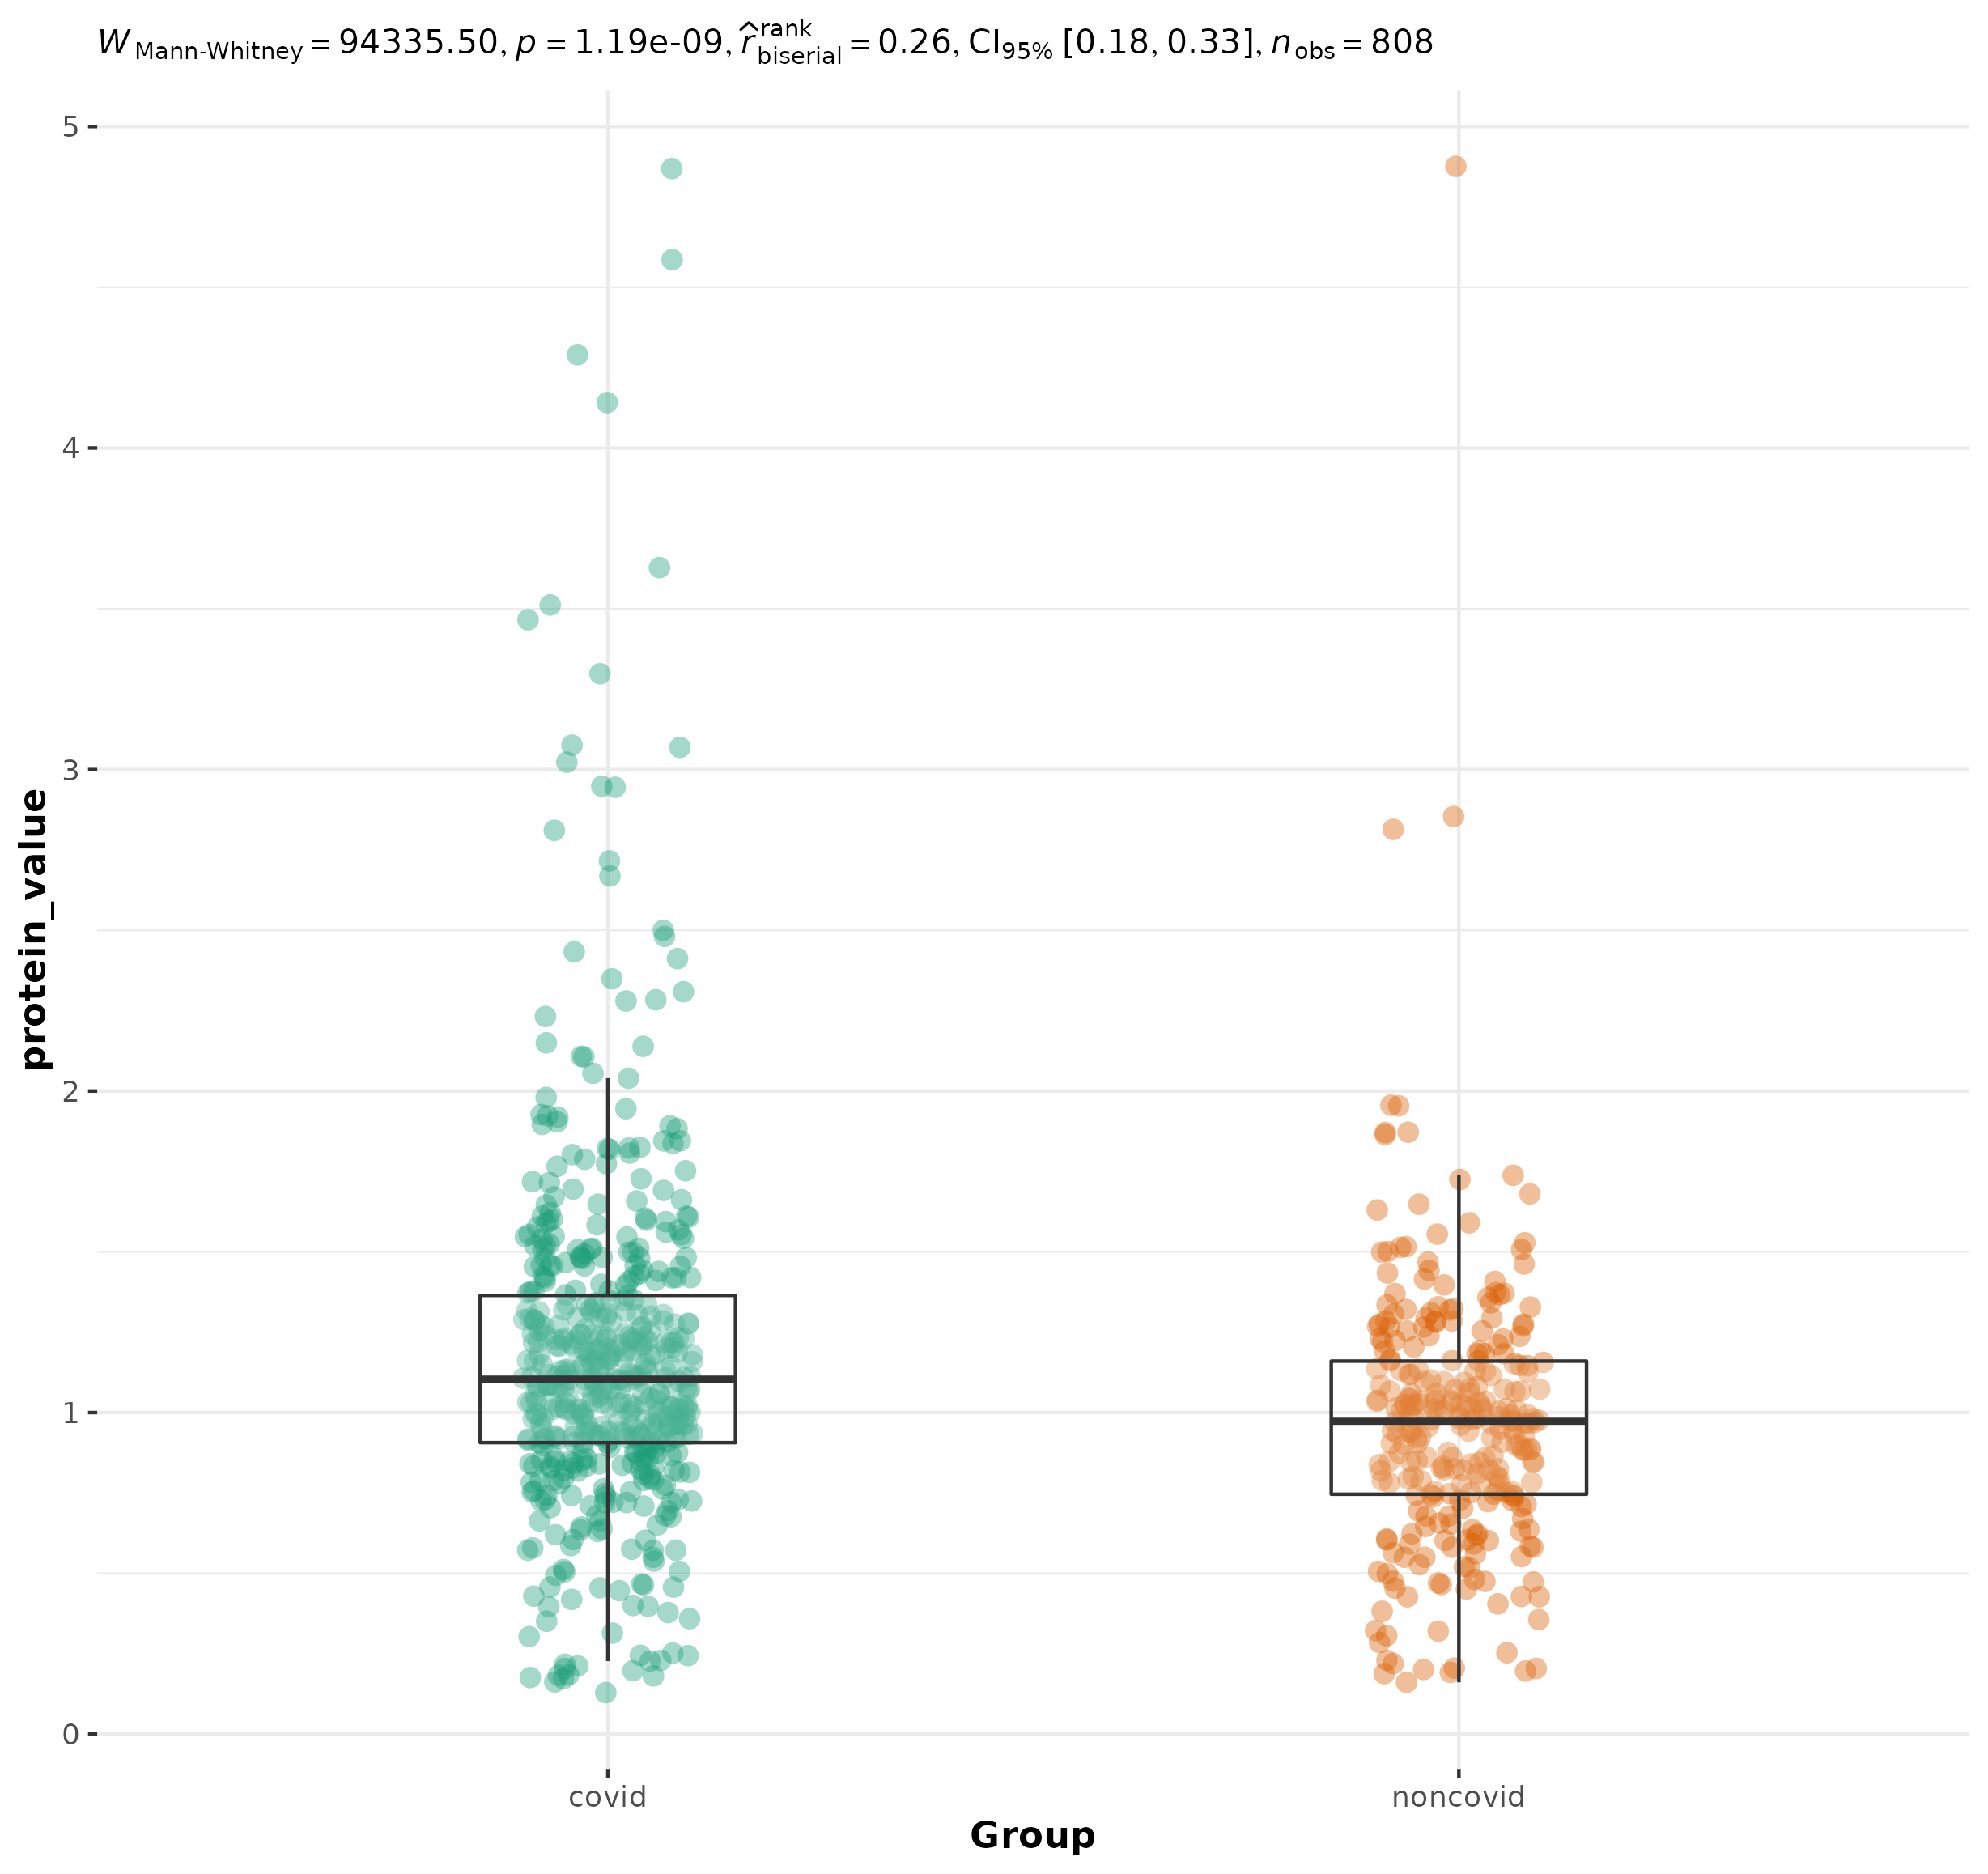 W Mann-Whitney = 94335.50, p = 1.19e-09, r̂ rank biserial = 0.26, CI95% [0.18, 0.33], n obs = 808
5
4
3
2
1
0
protein_value
covid noncovid
Group